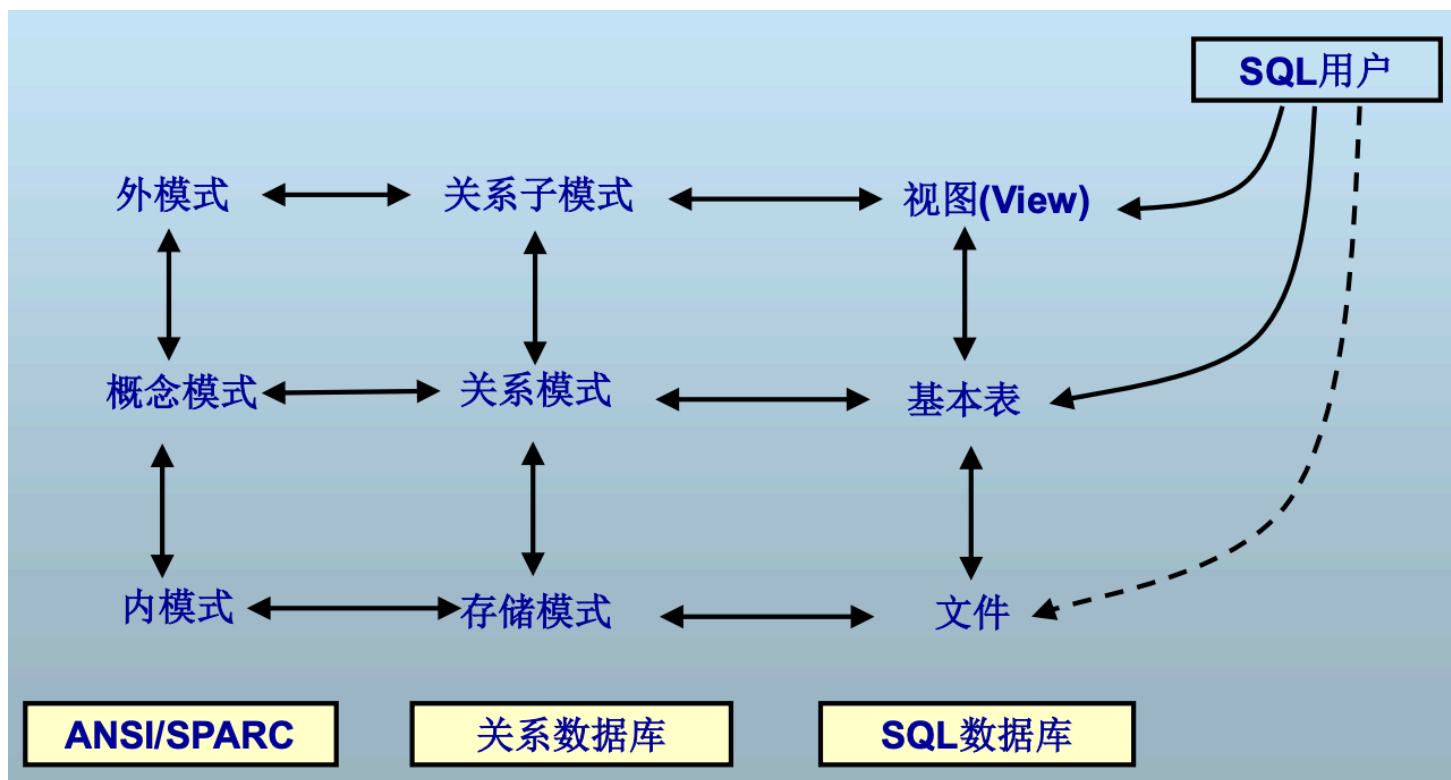 SQL用户
外模式
关系子模式
视图(View)
概念模式
关系模式
基本表
内模式
存储模式
文件
ANSI/SPARC
关系数据库
SQL数据库